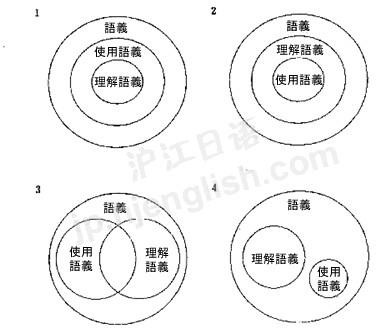 1
語義
使用語義
理解語義
2
語義
理解語義
使用語義
3
語義
使用
語義
理解
語義
4
語義
理解語義
使用
語義
沪江日语
jp.hjenglish.com